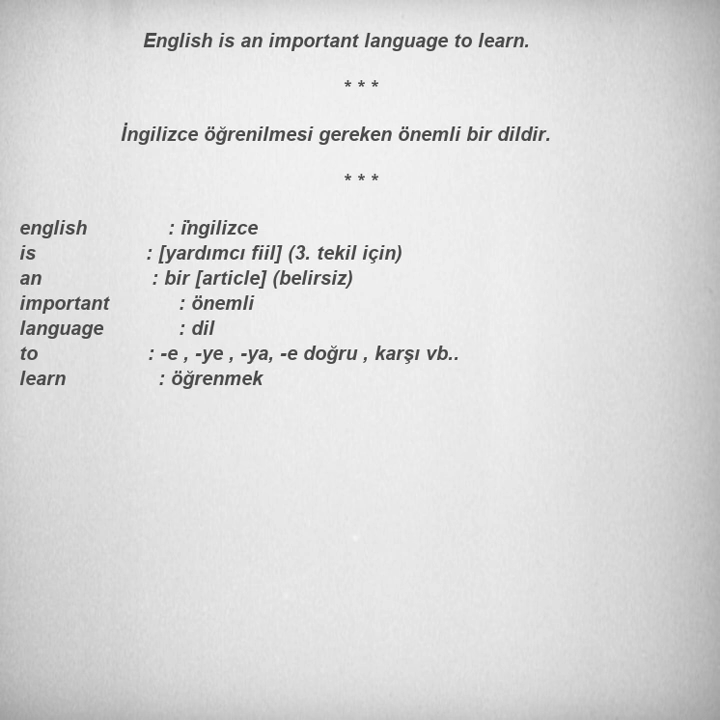 English is an important language to learn.
* * *
İngilizce öğrenilmesi gereken önemli bir dildir.
* * *
english : i̇ngilizce
is : [yardımcı fiil] (3. tekil için)
an : bir [article] (belirsiz)
important : önemli
language : dil
to : -e , -ye , -ya, -e doğru , karşı vb..
learn : öğrenmek